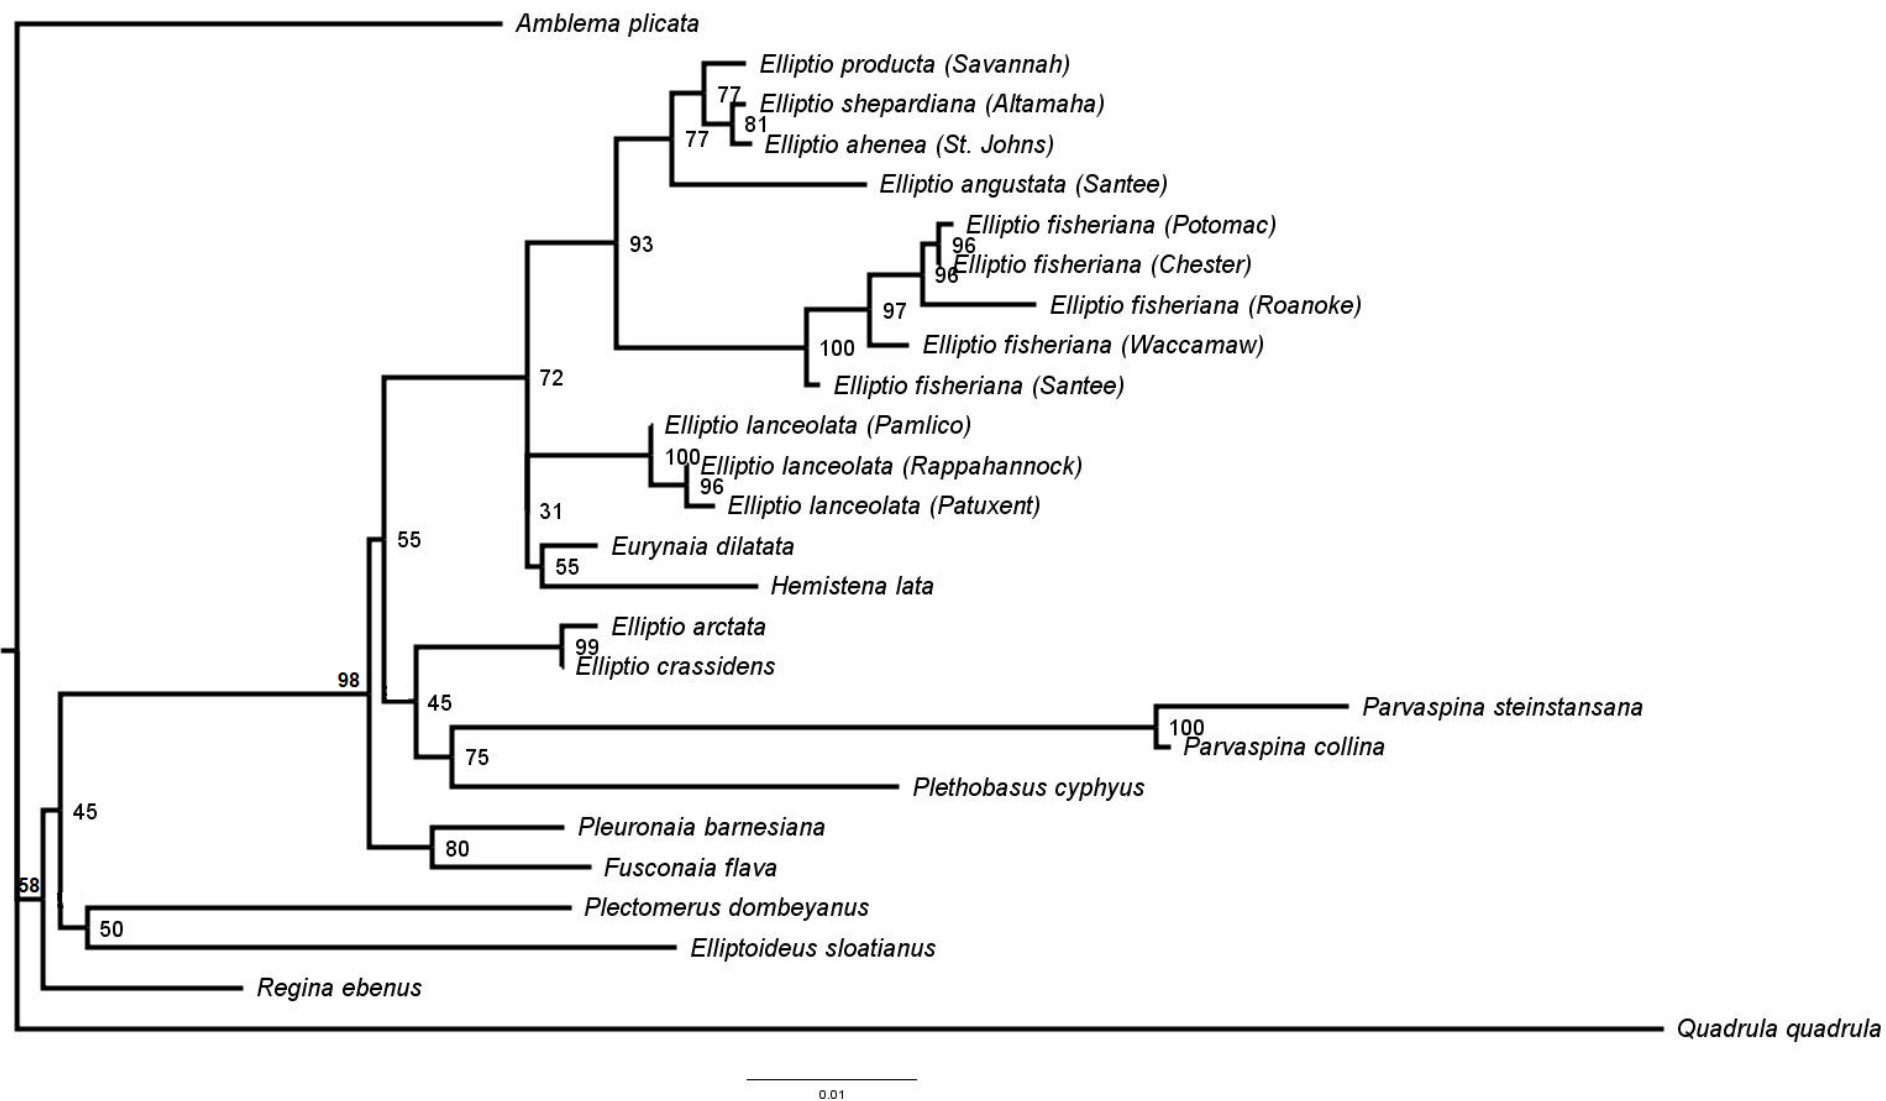 Amblema plicata
Elliptio producta (Savannah)
77
Elliptio shepardiana (Altamaha)
81
77
Elliptio ahenea (St. Johns)
Elliptio angustata (Santee)
Elliptio fisheriana (Potomac)
93
96
Elliptio fisheriana (Chester)
96
Elliptio fisheriana (Roanoke)
97
Elliptio fisheriana (Waccamaw)
100
72
Elliptio fisheriana (Santee)
Elliptio lanceolata (Pamlico)
100
Elliptio lanceolata (Rappahannock)
96
Elliptio lanceolata (Patuxent)
31
55
Eurynaia dilatata
55
Hemistena lata
Elliptio arctata
99
Elliptio crassidens
98
45
Parvaspina steinstansana
100
Parvaspina collina
75
Plethobasus cyphyus
45
Pleuronaia barnesiana
80
Fusconaia flava
58
Plectomerus dombeyanus
50
Elliptoideus sloatianus
Regina ebenus
Quadrula quadrula
0.01